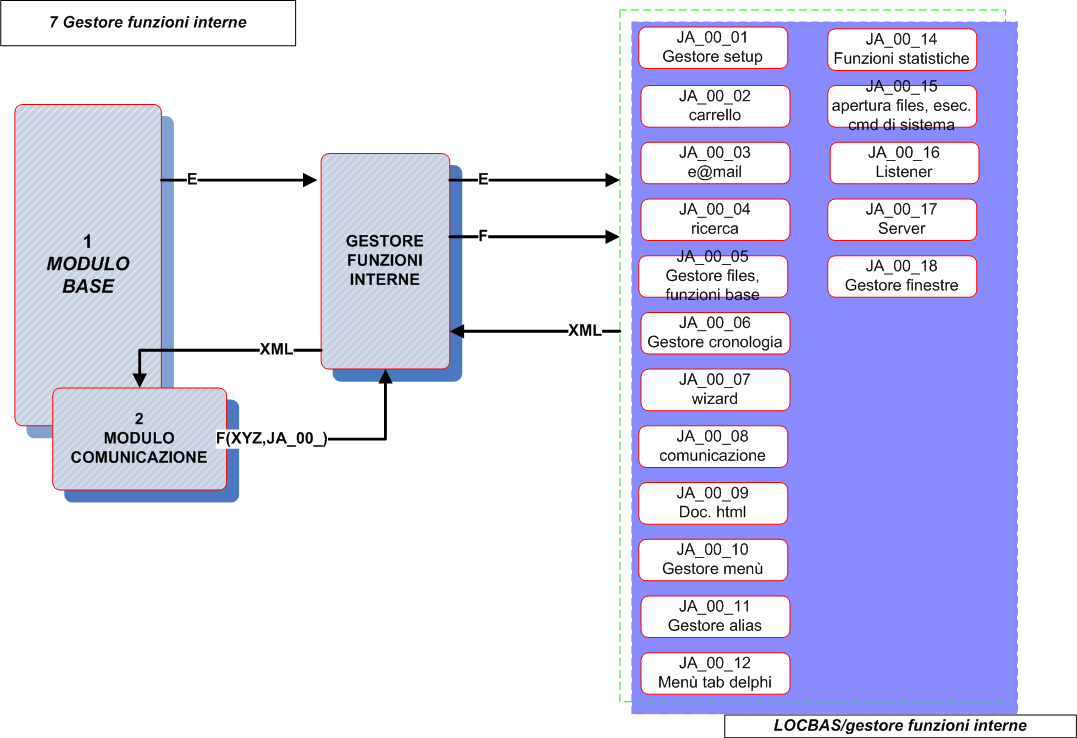 7 Gestore funzioni interne
1
MODULO
BASE
2
MODULO
COMUNICAZIONE
E
XML
F(XYZ,JA_00_)
GESTORE
FUNZIONI
INTERNE
E
F
XML
JA_00_01
Gestore setup
JA_00_02
carrello
JA_00_03
e@mail
JA_00_04
ricerca
JA_00_05
Gestore files,
funzioni base
JA_00_06
Gestore cronologia
JA_00_07
wizard
JA_00_08
comunicazione
JA_00_09
Doc. html
JA_00_10
Gestore menù
JA_00_11
Gestore alias
JA_00_12
Menù tab delphi
JA_00_14
Funzioni statistiche
JA_00_15
apertura files, esec.
cmd di sistema
JA_00_16
Listener
JA_00_17
Server
JA_00_18
Gestore finestre
LOCBAS/gestore funzioni interne